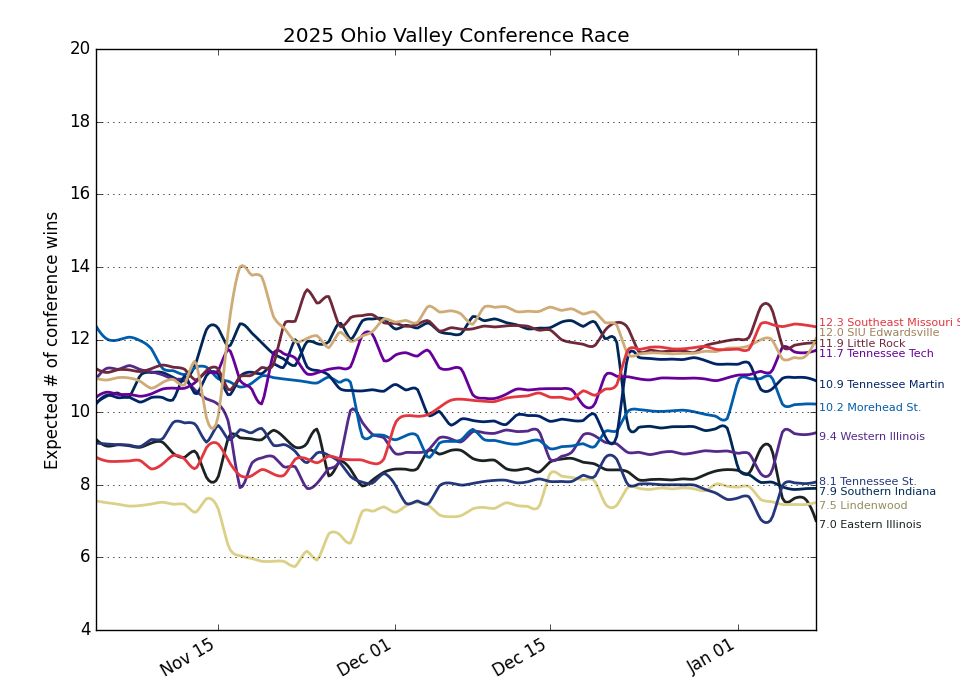 2025 Ohio Valley Conference Race
Expected # of conference wins
20
18
16
14
12
10
8
6
4
Nov 15
Dec 01
Dec 15
Jan 01
12.3 Southeast Missouri S
12.0 SIU Edwardsville
11.9 Little Rock
11.7 Tennessee Tech
10.9 Tennessee Martin
10.2 Morehead St.
9.4 Western Illinois
8.1 Tennessee St.
7.9 Southern Indiana
7.5 Lindenwood
7.0 Eastern Illinois